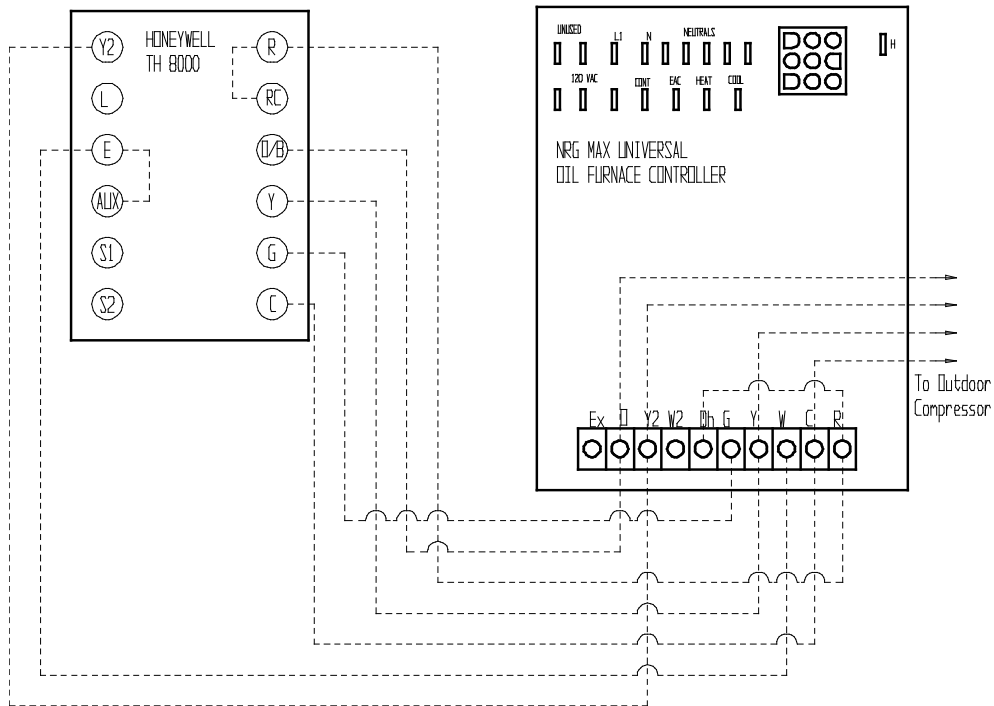 HONEYWELL
TH 8000
Y2
L
E
AUX
S1
S2
R
RC
O/B
Y
G
C
UNUSED
L1
N
NEUTRALS
H
120 VAC
CONT
EAC
HEAT
COOL
NRG MAX UNIVERSAL
OIL FURNACE CONTROLLER
To Outdoor
Compressor
Ex O Y2 W2 Dh G Y W C R